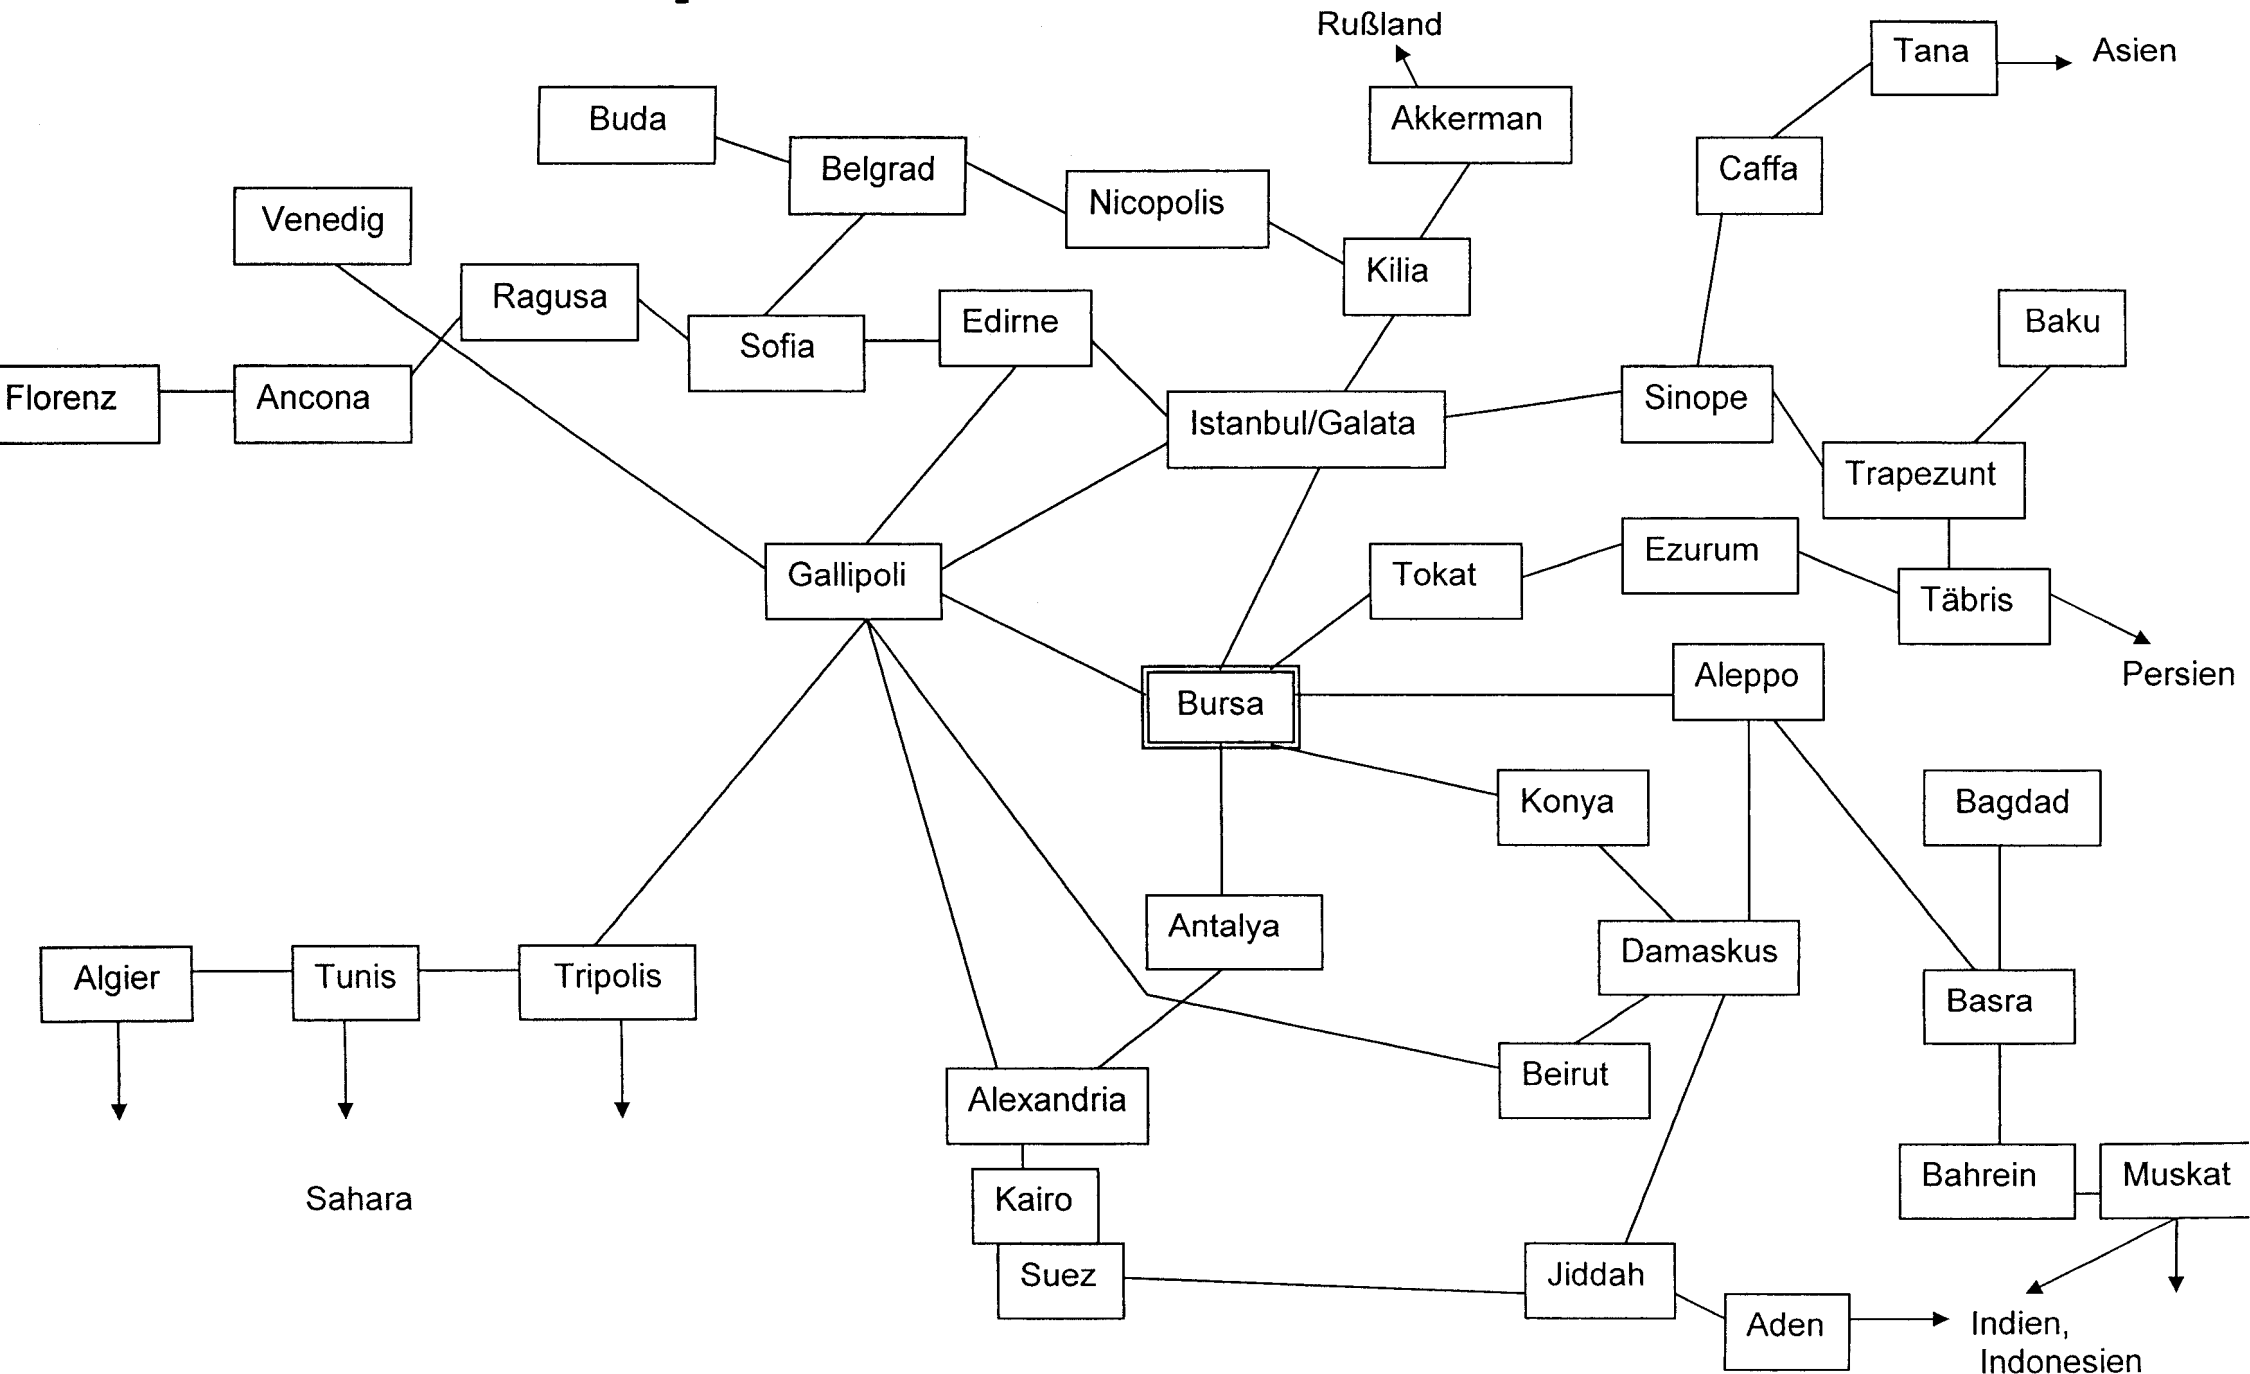 Rußland
Tana
Asien
Buda
Akkerman
Belgrad
Caffa
Nicopolis
Venedig
Kilia
Ragusa
Edirne
Baku
Sofia
Florenz
Ancona
Sinope
Istanbul/Galata
Trapezunt
Ezurum
Gallipoli
Tokat
Täbris
Persien
Aleppo
Bursa
Konya
Bagdad
Antalya
Damaskus
Algier
Tunis
Tripolis
Basra
Beirut
Alexandria
Bahrein
Muskat
Sahara
Kairo
Suez
Jiddah
Aden
Indien,
Indonesien